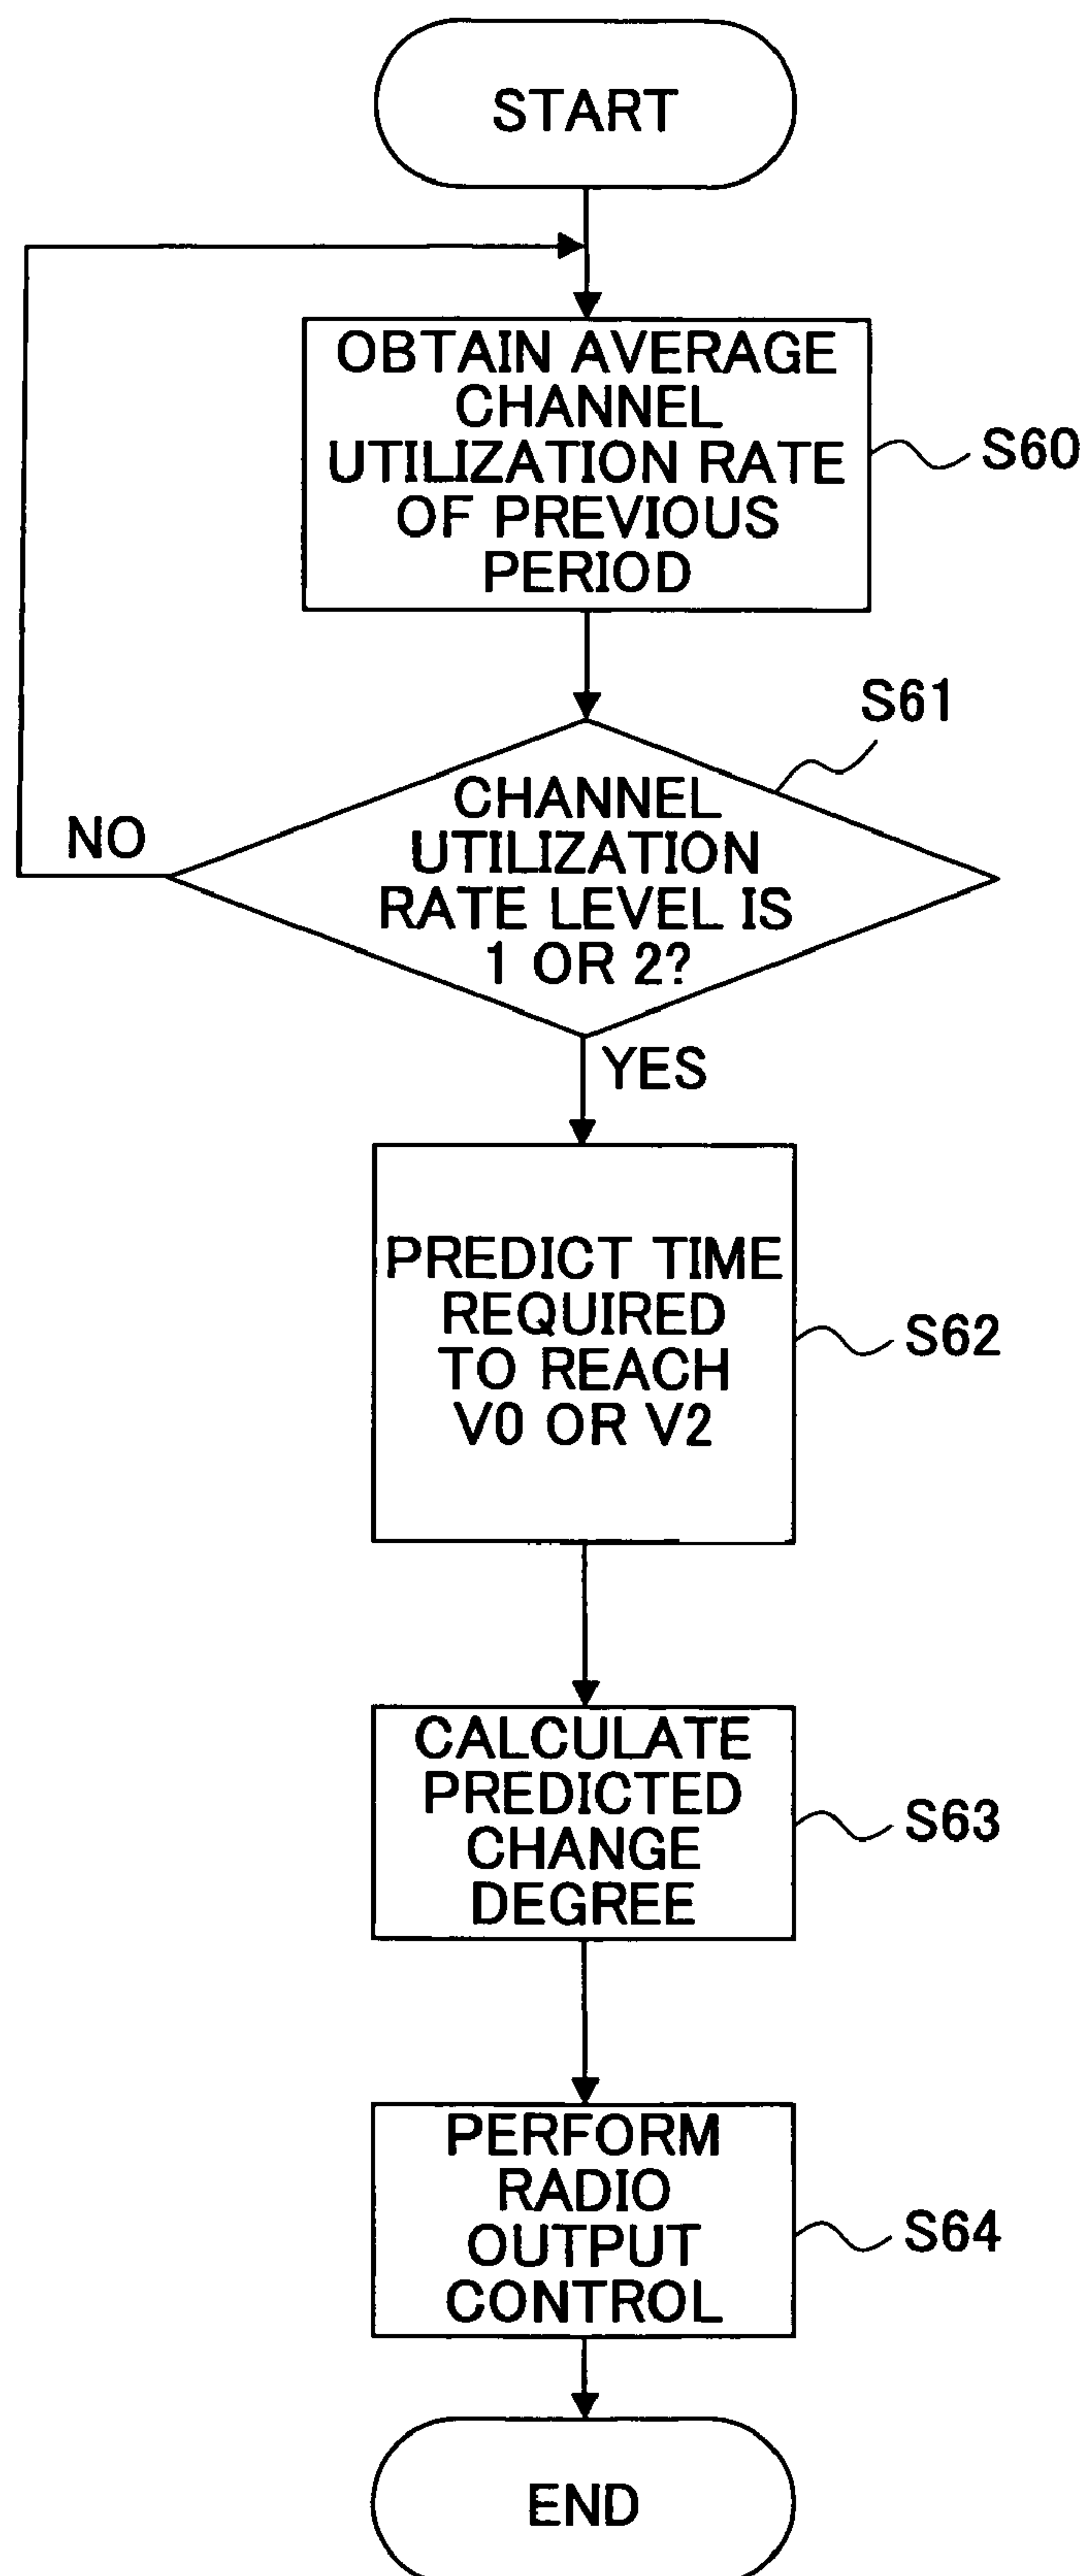 START
OBTAIN AVERAGE
CHANNEL
UTILIZATION RATE
OF PREVIOUS
PERIOD
S60
S61
CHANNEL
UTILIZATION
RATE LEVEL IS
1 OR 2?
NO
YES
PREDICT TIME
REQUIRED
TO REACH
V0 OR V2
S62
CALCULATE
PREDICTED
CHANGE
DEGREE
S63
PERFORM
RADIO
OUTPUT
CONTROL
S64
END